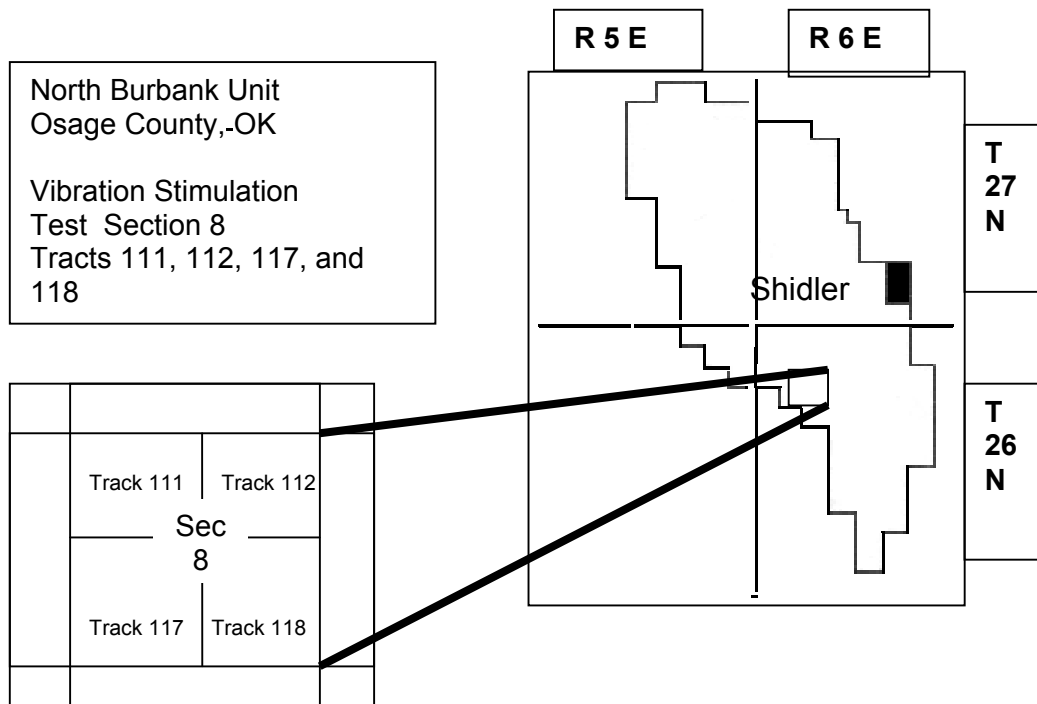 R 5 E
R 6 E
North Burbank Unit
Osage County,-OK
Vibration Stimulation
Test  Section 8
Tracts 111, 112, 117, and
118
T
27
N
Shidler
T
26
N
Track 111
Track 112
Sec
8
Track 117
Track 118